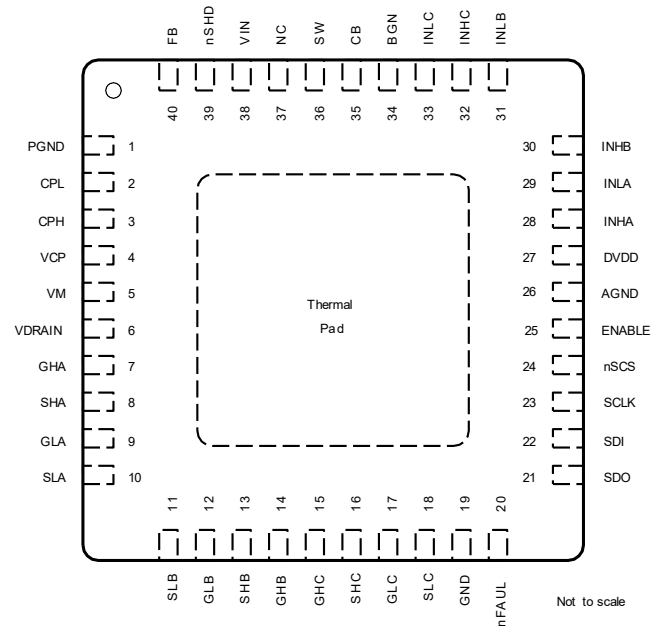 FB
nSHD
VIN
NC
SW
CB
BGN
INLC
INHC
INLB
40
39
38
37
36
35
34
33
32
31
PGND 1
CPL 2
CPH 3
VCP 4
VM 5
VDRAIN 6
GHA 7
SHA 8
GLA 9
SLA 10
30 INHB
29 INLA
28 INHA
27 DVDD
26 AGND
25 ENABLE
24 nSCS
23 SCLK
22 SDI
21 SDO
Thermal
Pad
11
12
13
14
15
16
17
18
19
20
SLB
GLB
SHB
GHB
GHC
SHC
GLC
SLC
GND
nFAUL
Not to scale